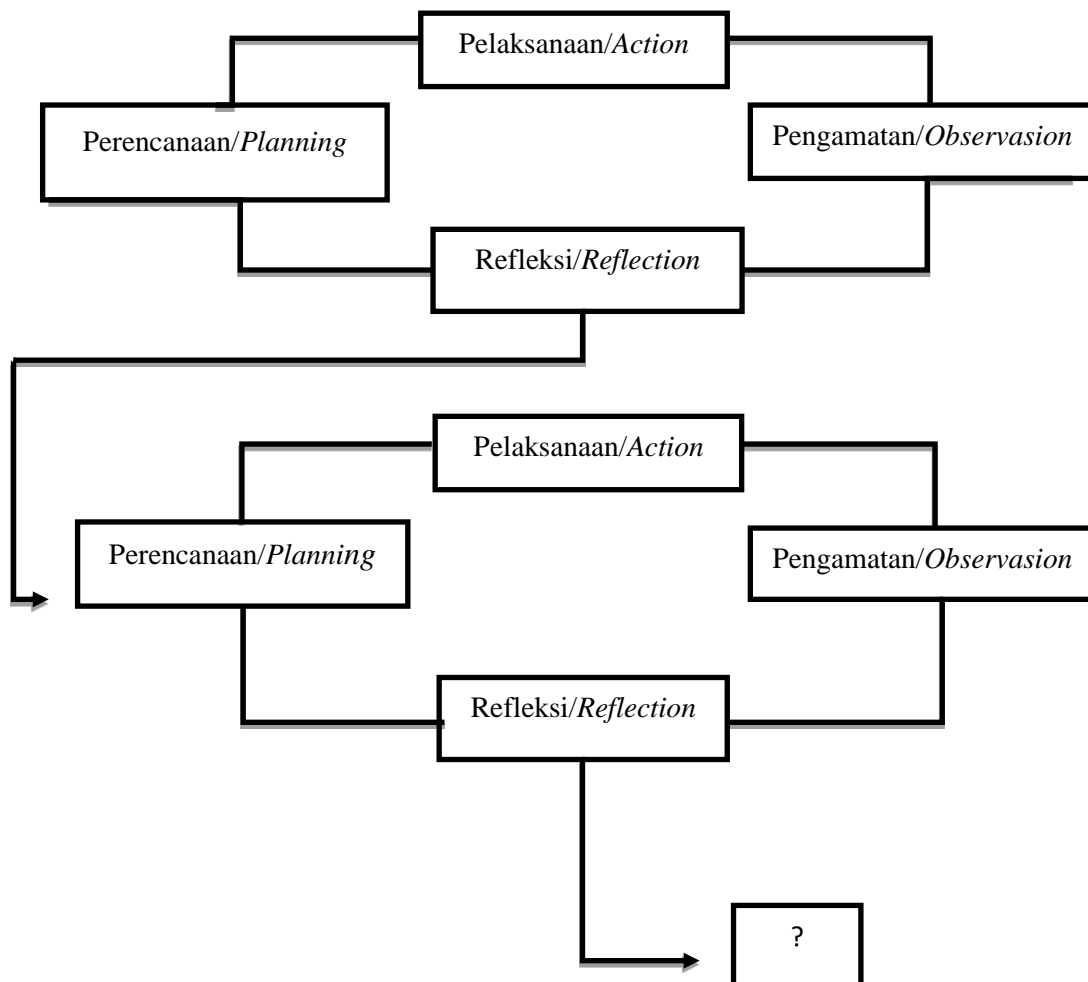 Pelaksanaan/Action
Perencanaan/Planning
Pengamatan/Observasion
Refleksi/Reflection
Pelaksanaan/Action
Perencanaan/Planning
Pengamatan/Observasion
Refleksi/Reflection
?